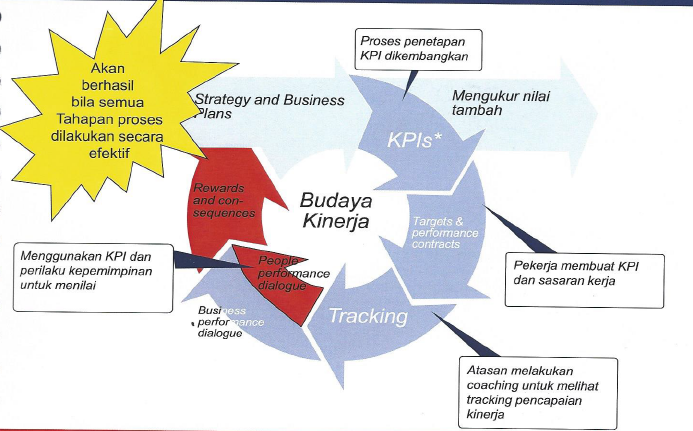 Akan
berhasil
bila semua
Tahapan proses
dilakukan secara
efektif
Proses penetapan
KPI dikembangkan
Strategy and Business
Plans
Mengukur nilai
tambah
KPIs*
Rewards
and con-
sequences
Budaya
Kinerja
Targets &
performance
contracts
Menggunakan KPI dan
perilaku kepemimpinan
untuk menilai
People
performance
dialogue
Pekerja membuat KPI
dan sasaran kerja
Business
performance
dialogue
Tracking
Atasan melakukan
coaching untuk melihat
tracking pencapaian
kinerja